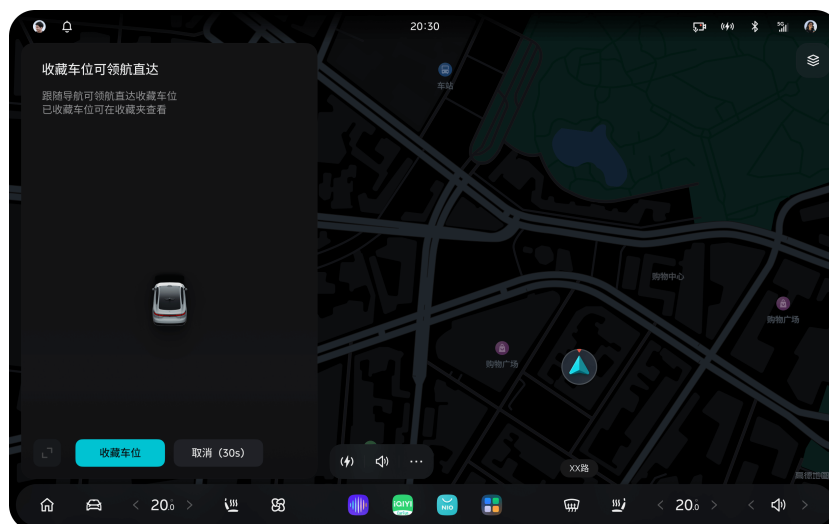 20:30
5G
收藏车位可领航直达
跟随导航可领航直达收藏车位
已收藏车位可在收藏夹查看
车站
购物中心
购物广场
购物广场
收藏车位
取消（30s）
XX路
高德地图
20.0
iQIYI
NIO
20.0